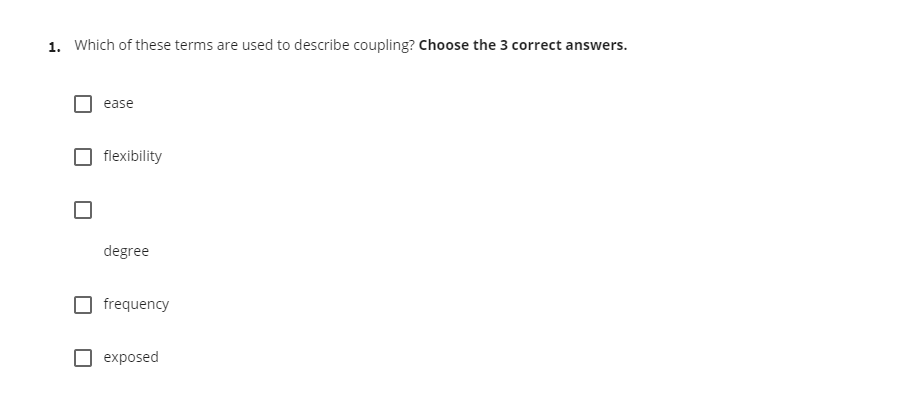 1. Which of these terms are used to describe coupling? Choose the 3 correct answers.
ease
flexibility
degree
frequency
exposed